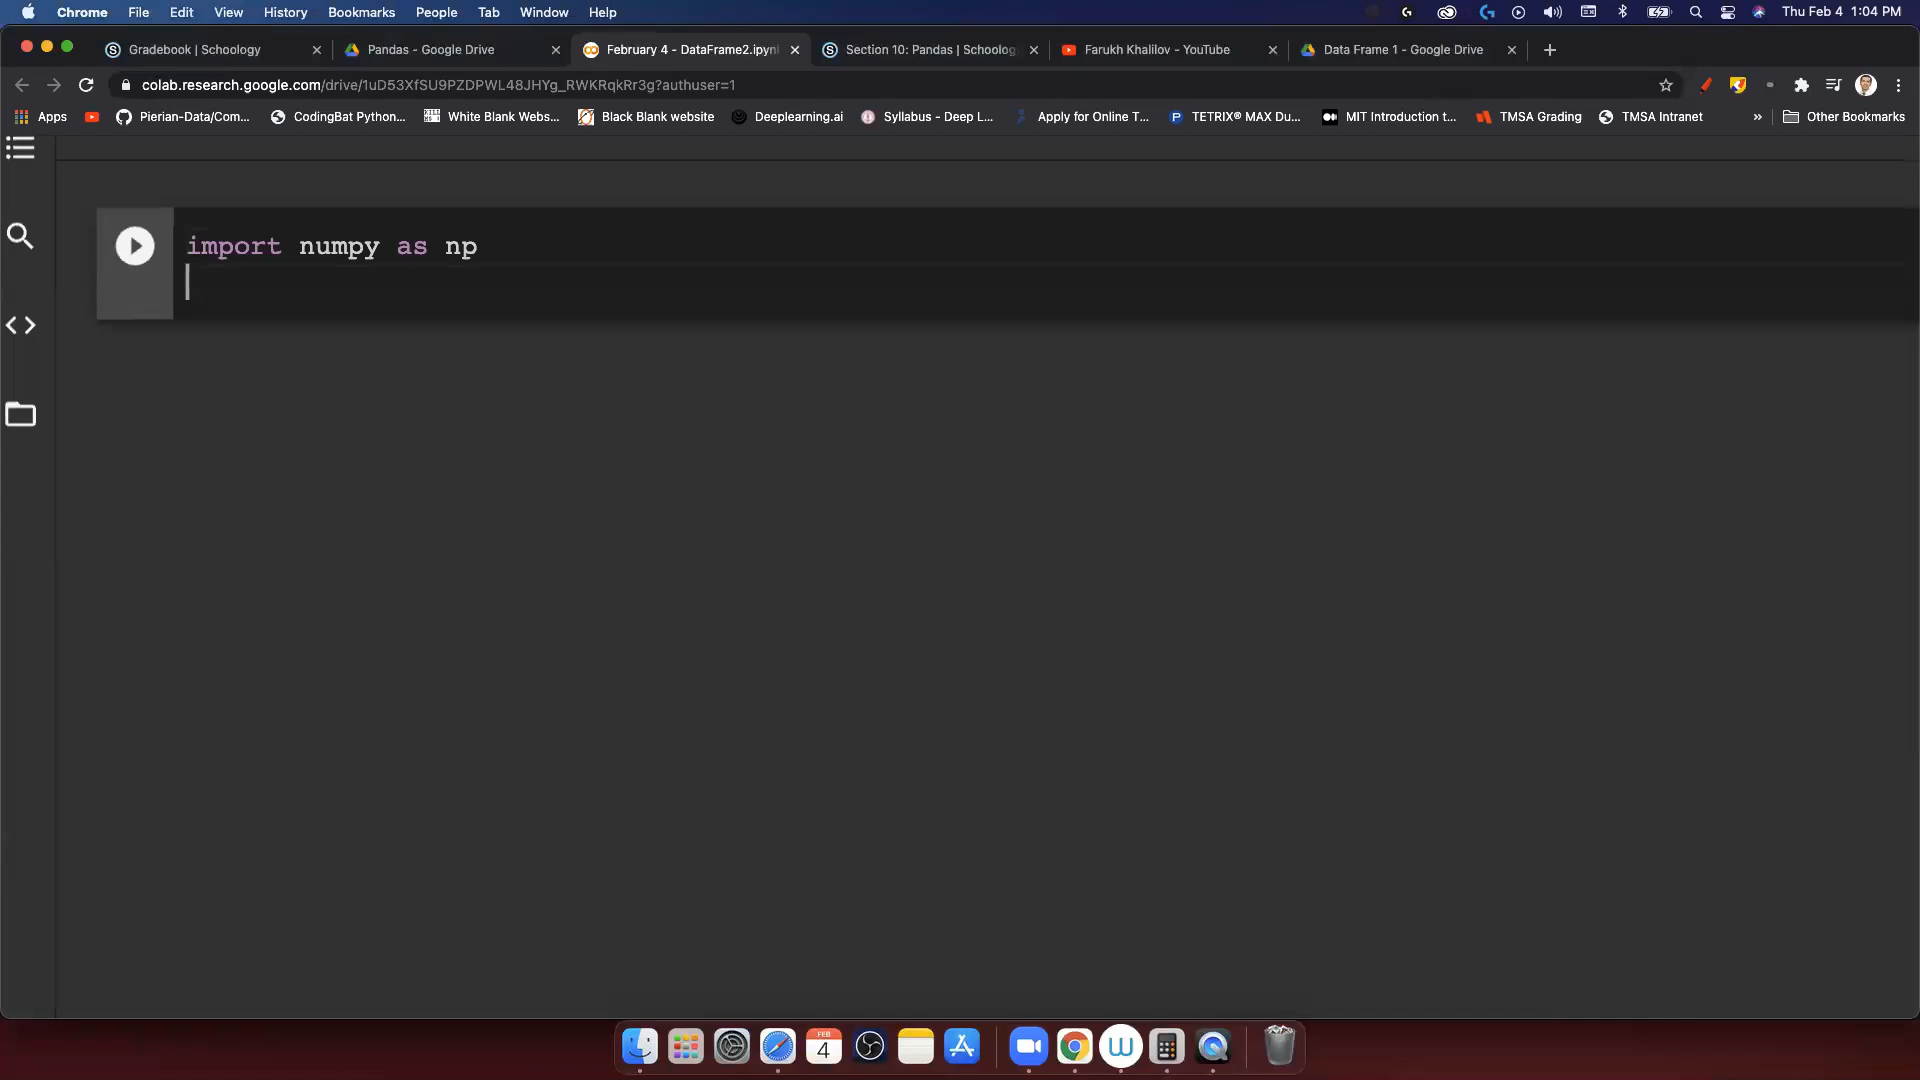 Chrome File Edit View History Bookmarks People Tab Window Help Thu Feb 4 1:04 PM
Gradebook | Schoology Pandas - Google Drive February 4 - DataFrame2.ipyn Section 10: Pandas | Schoolog Farukh Khalilov - YouTube Data Frame 1 - Google Drive
colab.research.google.com/drive/1uD53XfSU9PZDPWL48JHYg_RWKRqkRr3g?authuser=1
Apps Pierian-Data/Com... CodingBat Python... White Blank Webs... Black Blank website Deeplearning.ai Syllabus - Deep L... Apply for Online T... TETRIX® MAX Du... MIT Introduction t... TMSA Grading TMSA Intranet » Other Bookmarks
import numpy as np
FEB
4